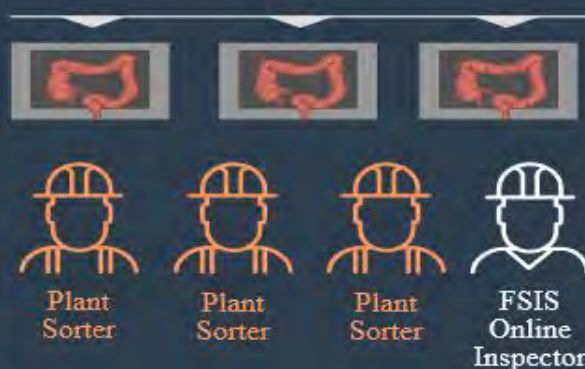 Plant
Sorter
Plant
Sorter
Plant
Sorter
FSIS
Online
Inspector